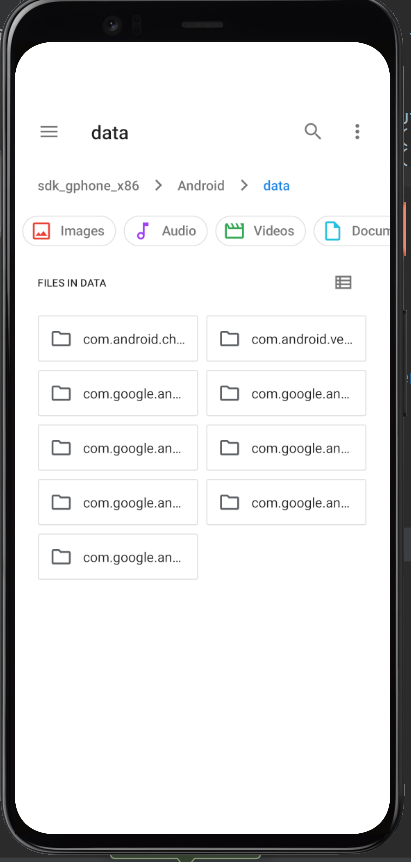 data
sdk_gphone_x86 > Android > data
Images Audio Videos Docum
FILES IN DATA
com.android.ch... com.android.ve...
com.google.an... com.google.an...
com.google.an... com.google.an...
com.google.an... com.google.an...
com.google.an...